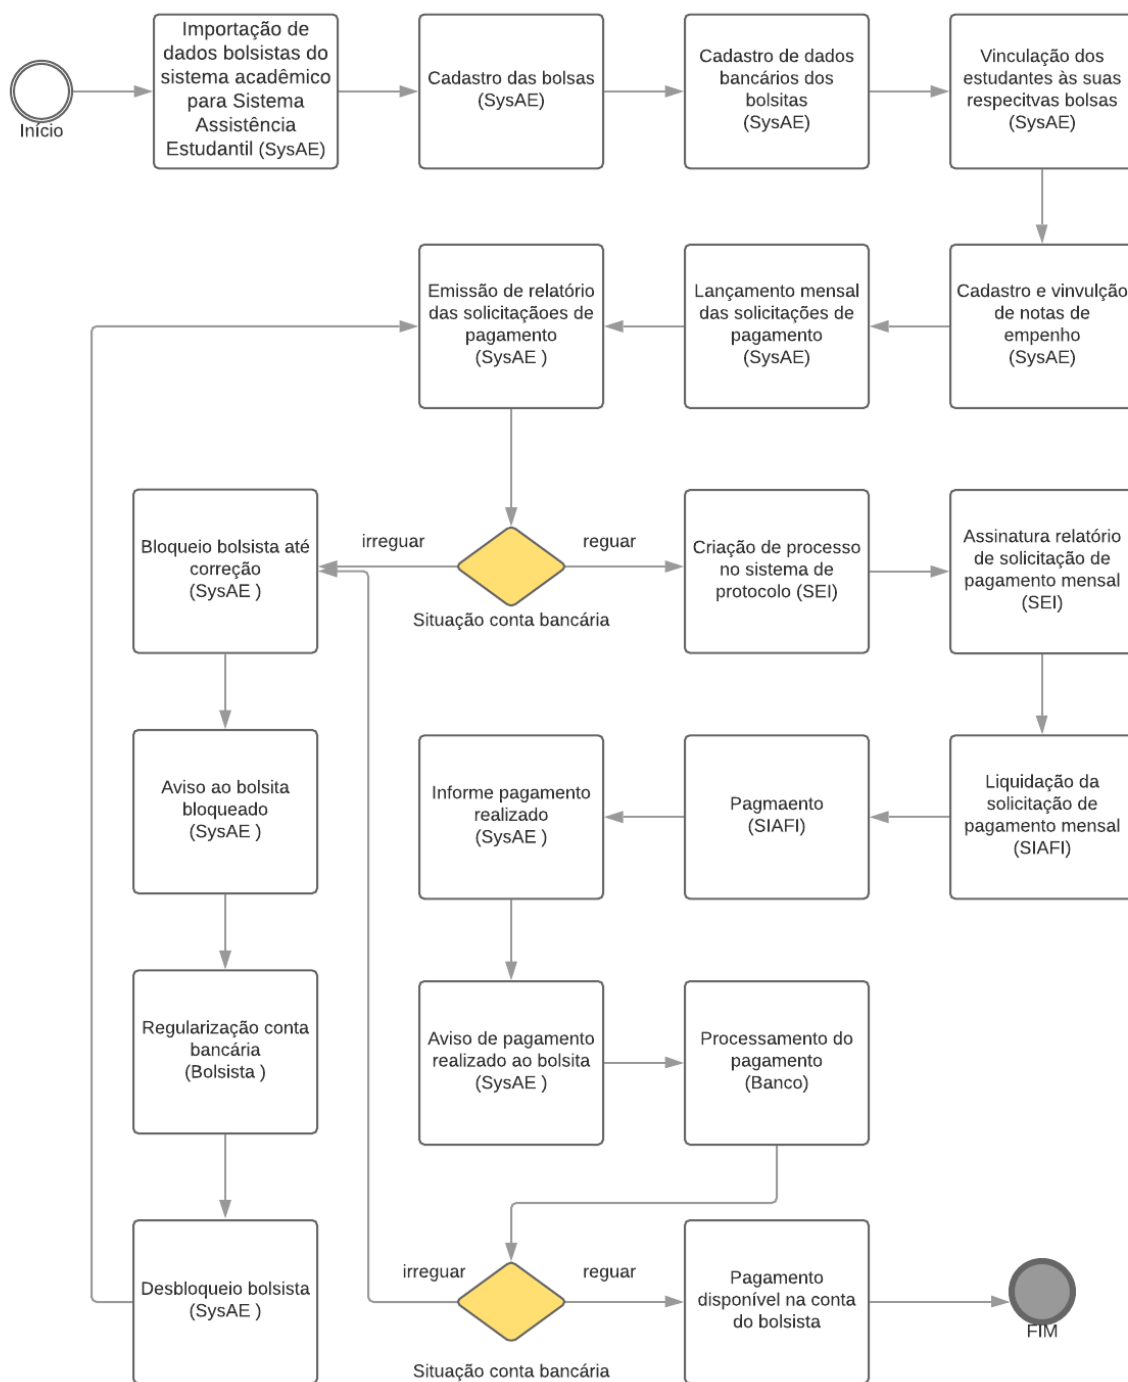 Início
Importação de
dados bolsistas do
sistema acadêmico
para Sistema
Assistência
Estudantil (SysAE)
Cadastro das bolsas
(SysAE)
Cadastro de dados
bancários dos
bolsitas
(SysAE)
Vinculação dos
estudantes às suas
respecitvas bolsas
(SysAE)
Emissão de relatório
das solicitaçãoes de
pagamento
(SysAE )
Lançamento mensal
das solicitações de
pagamento
(SysAE)
Cadastro e vinvulção
de notas de
empenho
(SysAE)
Bloqueio bolsista até
correção
(SysAE )
irreguar
reguar
Situação conta bancária
Criação de processo
no sistema de
protocolo (SEI)
Assinatura relatório
de solicitação de
pagamento mensal
(SEI)
Aviso ao bolsita
bloqueado
(SysAE )
Informe pagamento
realizado
(SysAE )
Pagmaento
(SIAFI)
Liquidação da
solicitação de
pagamento mensal
(SIAFI)
Regularização conta
bancária
(Bolsista )
Aviso de pagamento
realizado ao bolsita
(SysAE )
Processamento do
pagamento
(Banco)
Desbloqueio bolsista
(SysAE )
irreguar
reguar
Situação conta bancária
Pagamento
disponível na conta
do bolsista
FIM